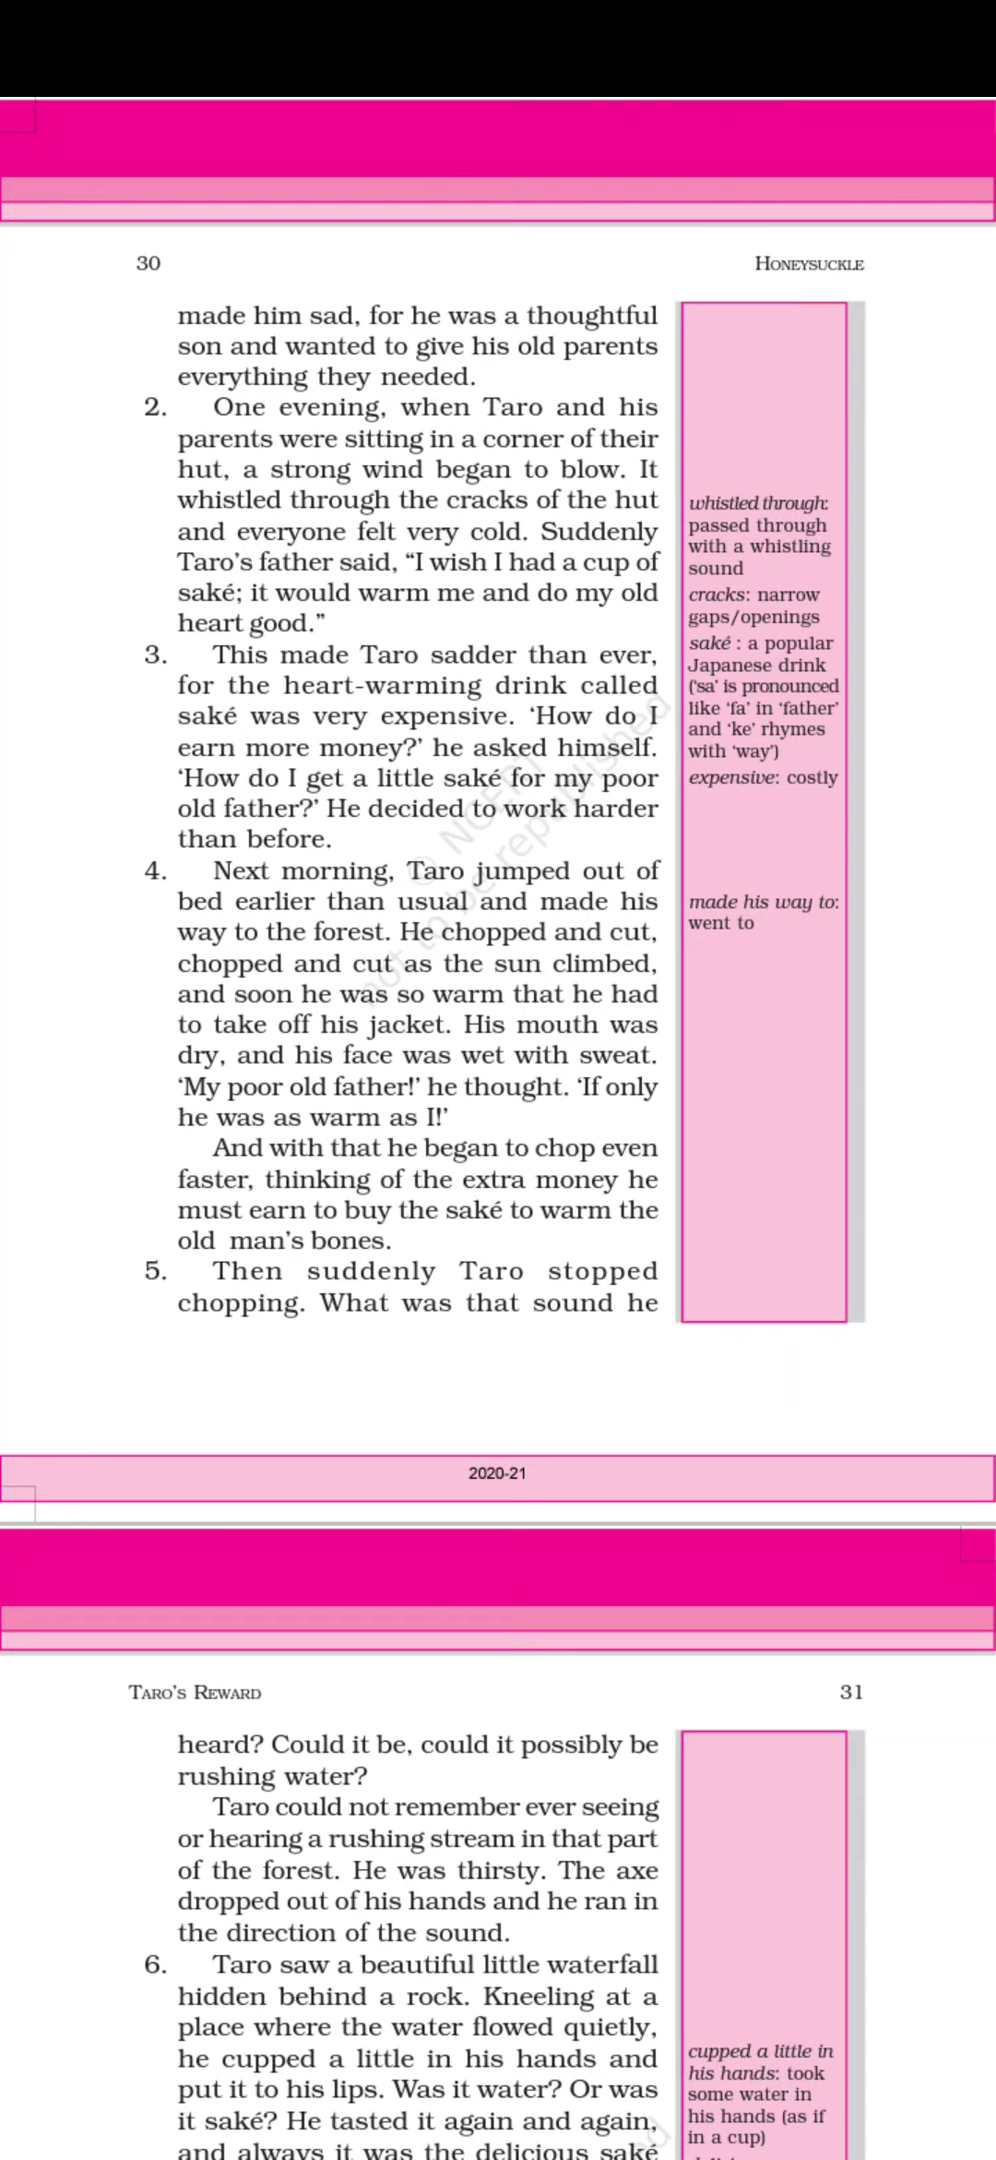 30
HONEYSUCKLE
made him sad, for he was a thoughtful
son and wanted to give his old parents
everything they needed.
2. One evening, when Taro and his
parents were sitting in a corner of their
hut, a strong wind began to blow. It
whistled through the cracks of the hut
and everyone felt very cold. Suddenly
Taro’s father said, “I wish I had a cup of
saké; it would warm me and do my old
heart good.”
3. This made Taro sadder than ever,
for the heart-warming drink called
saké was very expensive. ‘How do I
earn more money?’ he asked himself.
‘How do I get a little saké for my poor
old father?’ He decided to work harder
than before.
4. Next morning, Taro jumped out of
bed earlier than usual and made his
way to the forest. He chopped and cut,
chopped and cut as the sun climbed,
and soon he was so warm that he had
to take off his jacket. His mouth was
dry, and his face was wet with sweat.
‘My poor old father!’ he thought. ‘If only
he was as warm as I!’
And with that he began to chop even
faster, thinking of the extra money he
must earn to buy the saké to warm the
old man’s bones.
5. Then suddenly Taro stopped
chopping. What was that sound he
whistled through:
passed through
with a whistling
sound
cracks: narrow
gaps/openings
saké : a popular
Japanese drink
(‘sa’ is pronounced
like ‘fa’ in ‘father’
and ‘ke’ rhymes
with ‘way’)
expensive: costly
made his way to:
went to
© NCERT
not to be republished
2020-21
TARO’S REWARD
31
heard? Could it be, could it possibly be
rushing water?
Taro could not remember ever seeing
or hearing a rushing stream in that part
of the forest. He was thirsty. The axe
dropped out of his hands and he ran in
the direction of the sound.
6. Taro saw a beautiful little waterfall
hidden behind a rock. Kneeling at a
place where the water flowed quietly,
he cupped a little in his hands and
put it to his lips. Was it water? Or was
it saké? He tasted it again and again,
and always it was the delicious saké
cupped a little in
his hands: took
some water in
his hands (as if
in a cup)